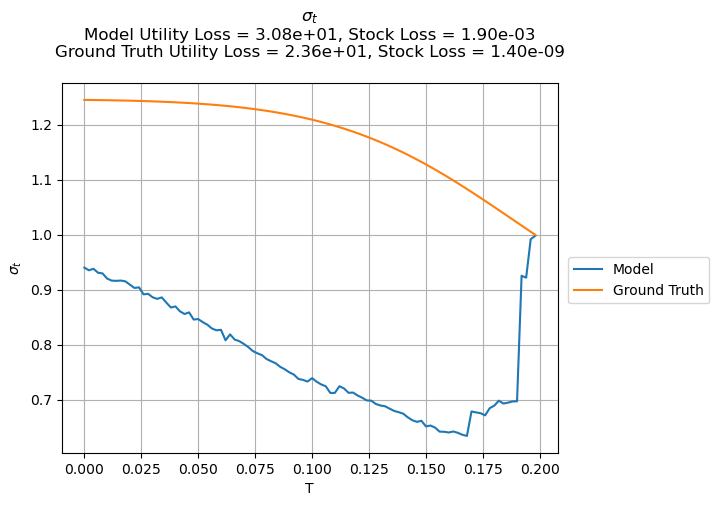 σt
Model Utility Loss = 3.08e+01, Stock Loss = 1.90e-03
Ground Truth Utility Loss = 2.36e+01, Stock Loss = 1.40e-09
1.2
1.1
1.0
0.9
0.8
0.7
σt
0.000 0.025 0.050 0.075 0.100 0.125 0.150 0.175 0.200
T
Model
Ground Truth